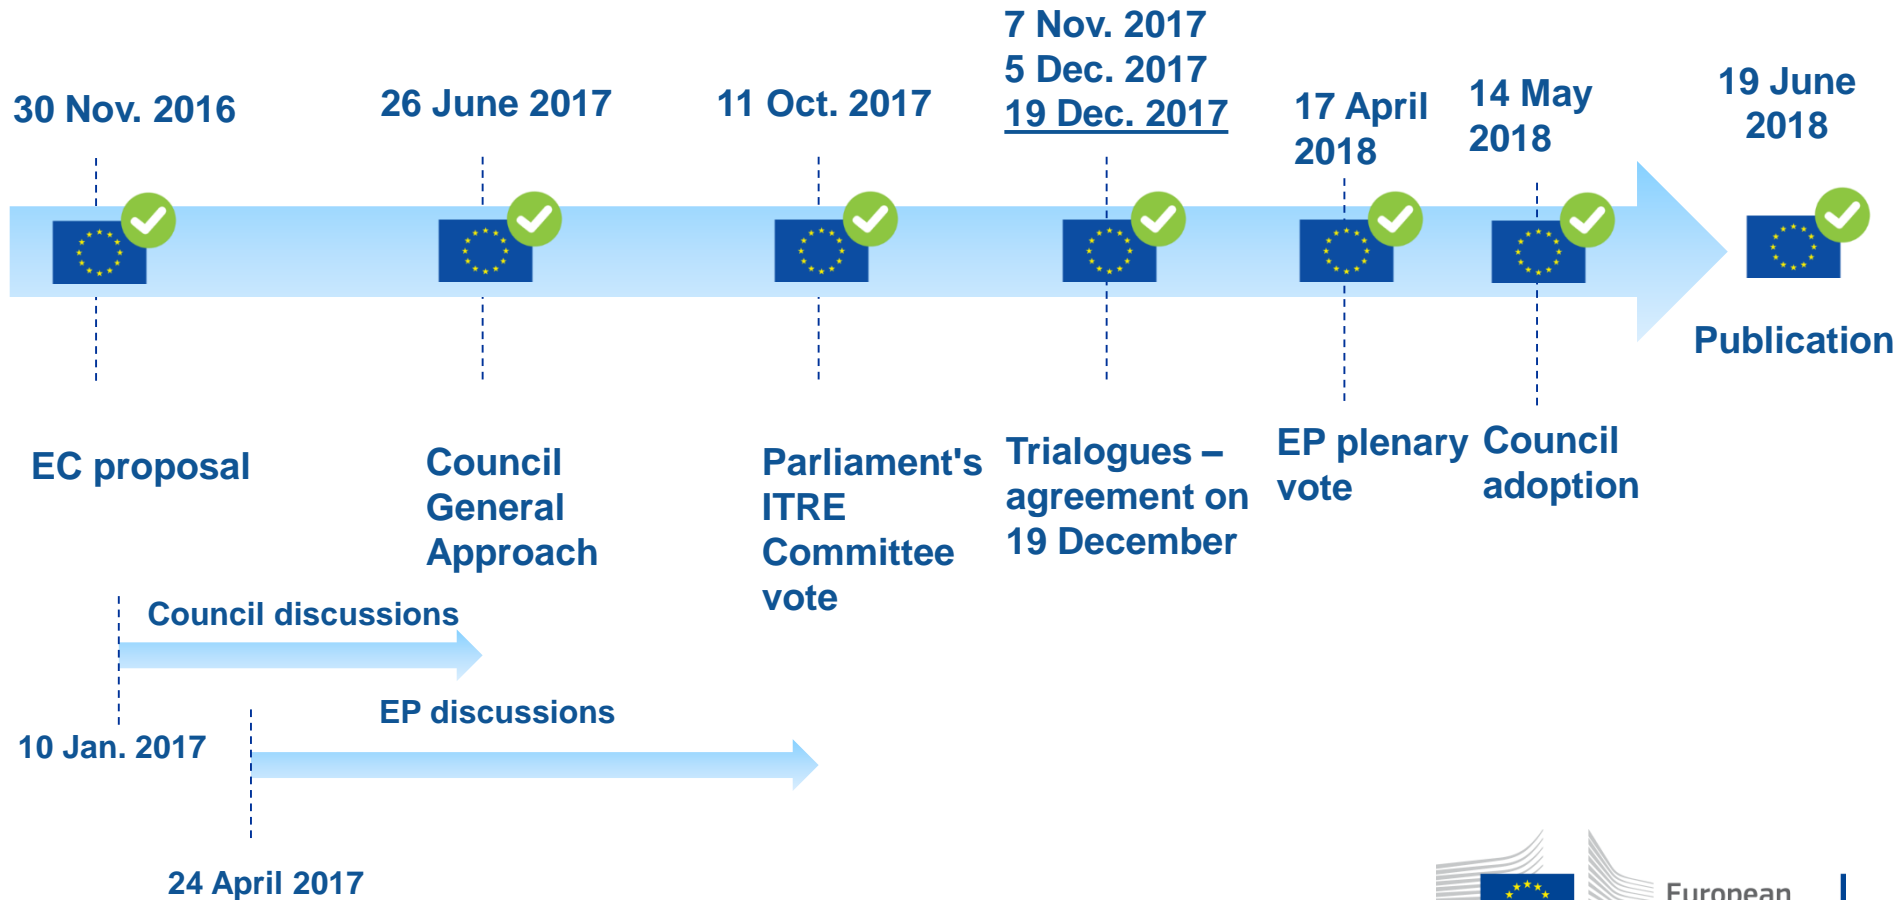 7 Nov. 2017
5 Dec. 2017
19 Dec. 2017
30 Nov. 2016
26 June 2017
11 Oct. 2017
17 April
2018
14 May
2018
19 June
2018
Publication
EC proposal
Council
General
Approach
Parliament's
ITRE
Committee
vote
Trialogues –
agreement on
19 December
EP plenary
vote
Council
adoption
Council discussions
10 Jan. 2017
EP discussions
24 April 2017
European